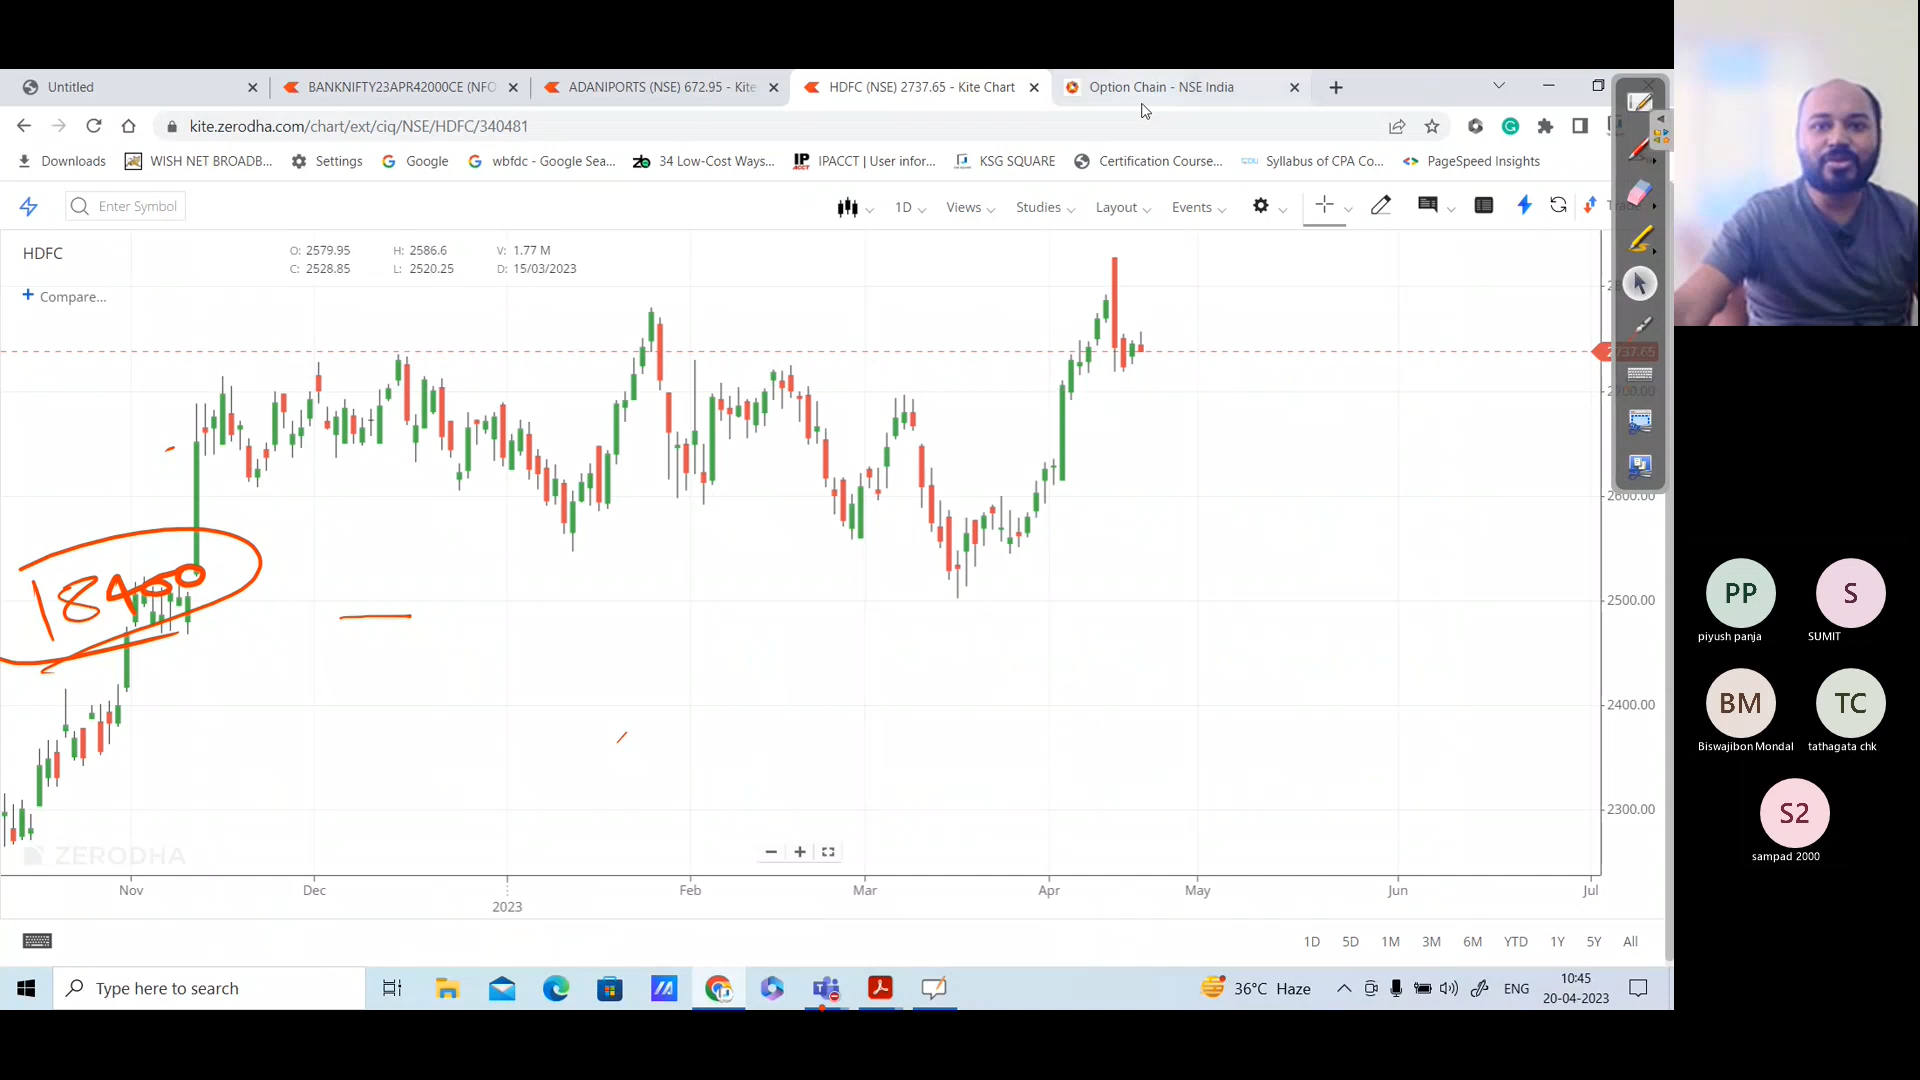 Untitled
BANKNIFTY23APR42000CE (NFO
ADANIPORTS (NSE) 672.95 - Kite
HDFC (NSE) 2737.65 - Kite Chart
Option Chain - NSE India
kite.zerodha.com/chart/ext/ciq/NSE/HDFC/340481
Downloads
WISH NET BROADB...
Settings
Google
wbfdc - Google Sea...
34 Low-Cost Ways...
IPACCT | User infor...
KSG SQUARE
Certification Course...
Syllabus of CPA Co...
PageSpeed Insights
Enter Symbol
1D
Views
Studies
Layout
Events
HDFC
O: 2579.95 H: 2586.6 V: 1.77 M
C: 2528.85 L: 2520.25 D: 15/03/2023
+ Compare...
2737.65
2700.00
2600.00
18400
2500.00
2400.00
2300.00
ZERODHA
Nov Dec Feb Mar Apr May Jun Jul
2023
1D 5D 1M 3M 6M YTD 1Y 5Y All
Type here to search
36°C Haze
ENG
10:45
20-04-2023
PP
piyush panja
S
SUMIT
BM
Biswajibon Mondal
TC
tathagata chk
S2
sampad 2000